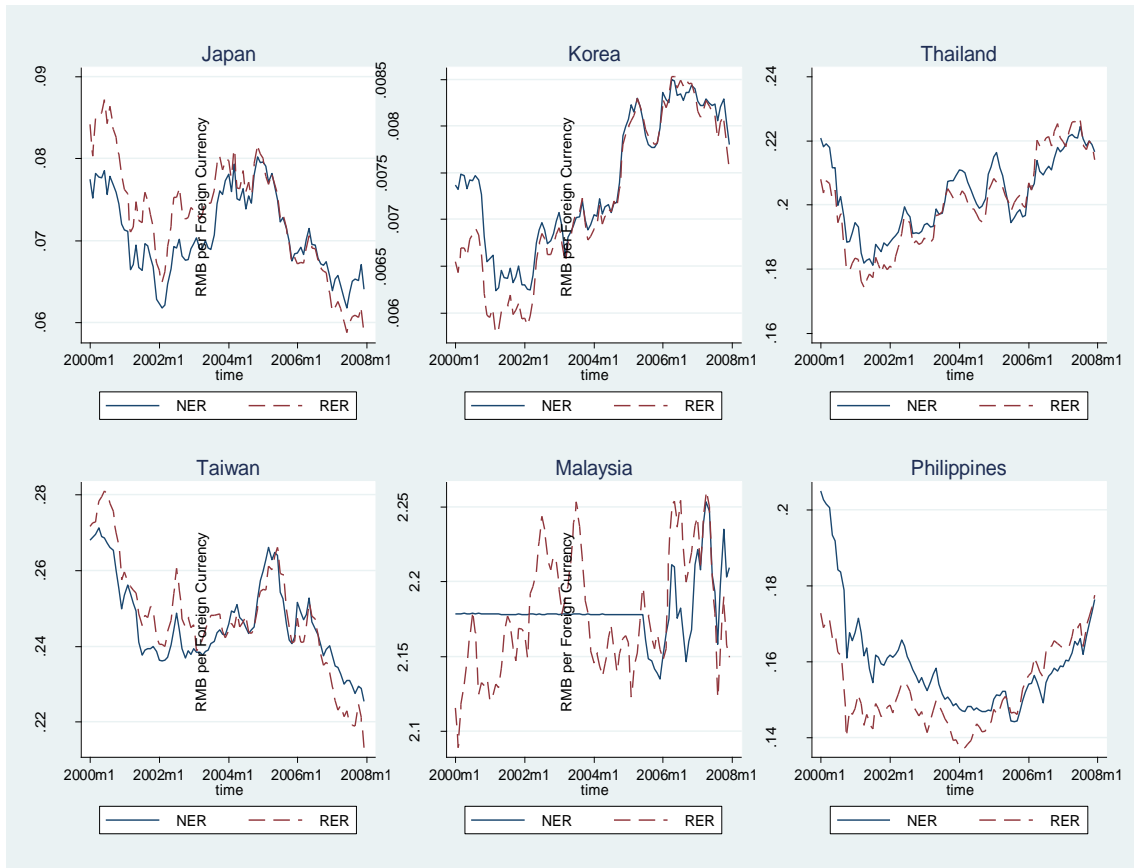 Japan
.06 .07 .08 .09
2000m1 2002m1 2004m1 2006m1 2008m1
time
NER RER
Korea
RMB per Foreign Currency
.006 .0065 .007 .0075 .008 .0085
2000m1 2002m1 2004m1 2006m1 2008m1
time
NER RER
Thailand
.16 .18 .2 .22 .24
2000m1 2002m1 2004m1 2006m1 2008m1
time
NER RER
Taiwan
.22 .24 .26 .28
2000m1 2002m1 2004m1 2006m1 2008m1
time
NER RER
RMB per Foreign Currency
Malaysia
RMB per Foreign Currency
2.1 2.15 2.2 2.25
2000m1 2002m1 2004m1 2006m1 2008m1
time
NER RER
RMB per Foreign Currency
Philippines
.14 .16 .18 .2
2000m1 2002m1 2004m1 2006m1 2008m1
time
NER RER